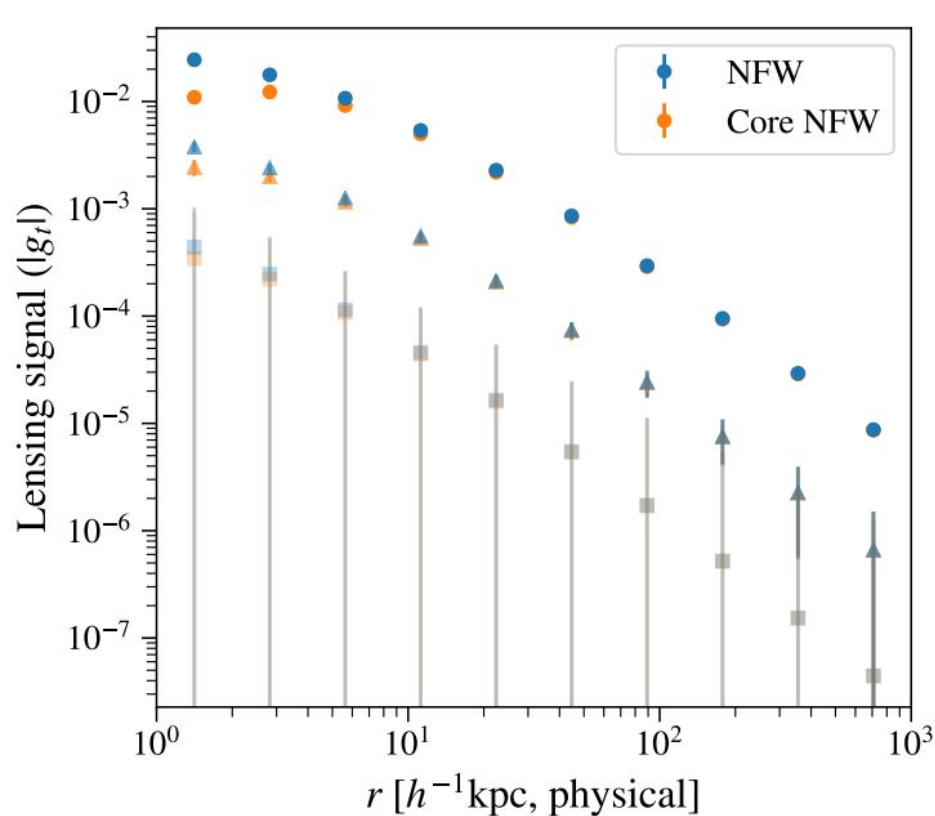 NFW
Core NFW
Lensing signal (|g_t|)
10⁻²
10⁻³
10⁻⁴
10⁻⁵
10⁻⁶
10⁻⁷
10⁰
10¹
10²
10³
r [h⁻¹kpc, physical]